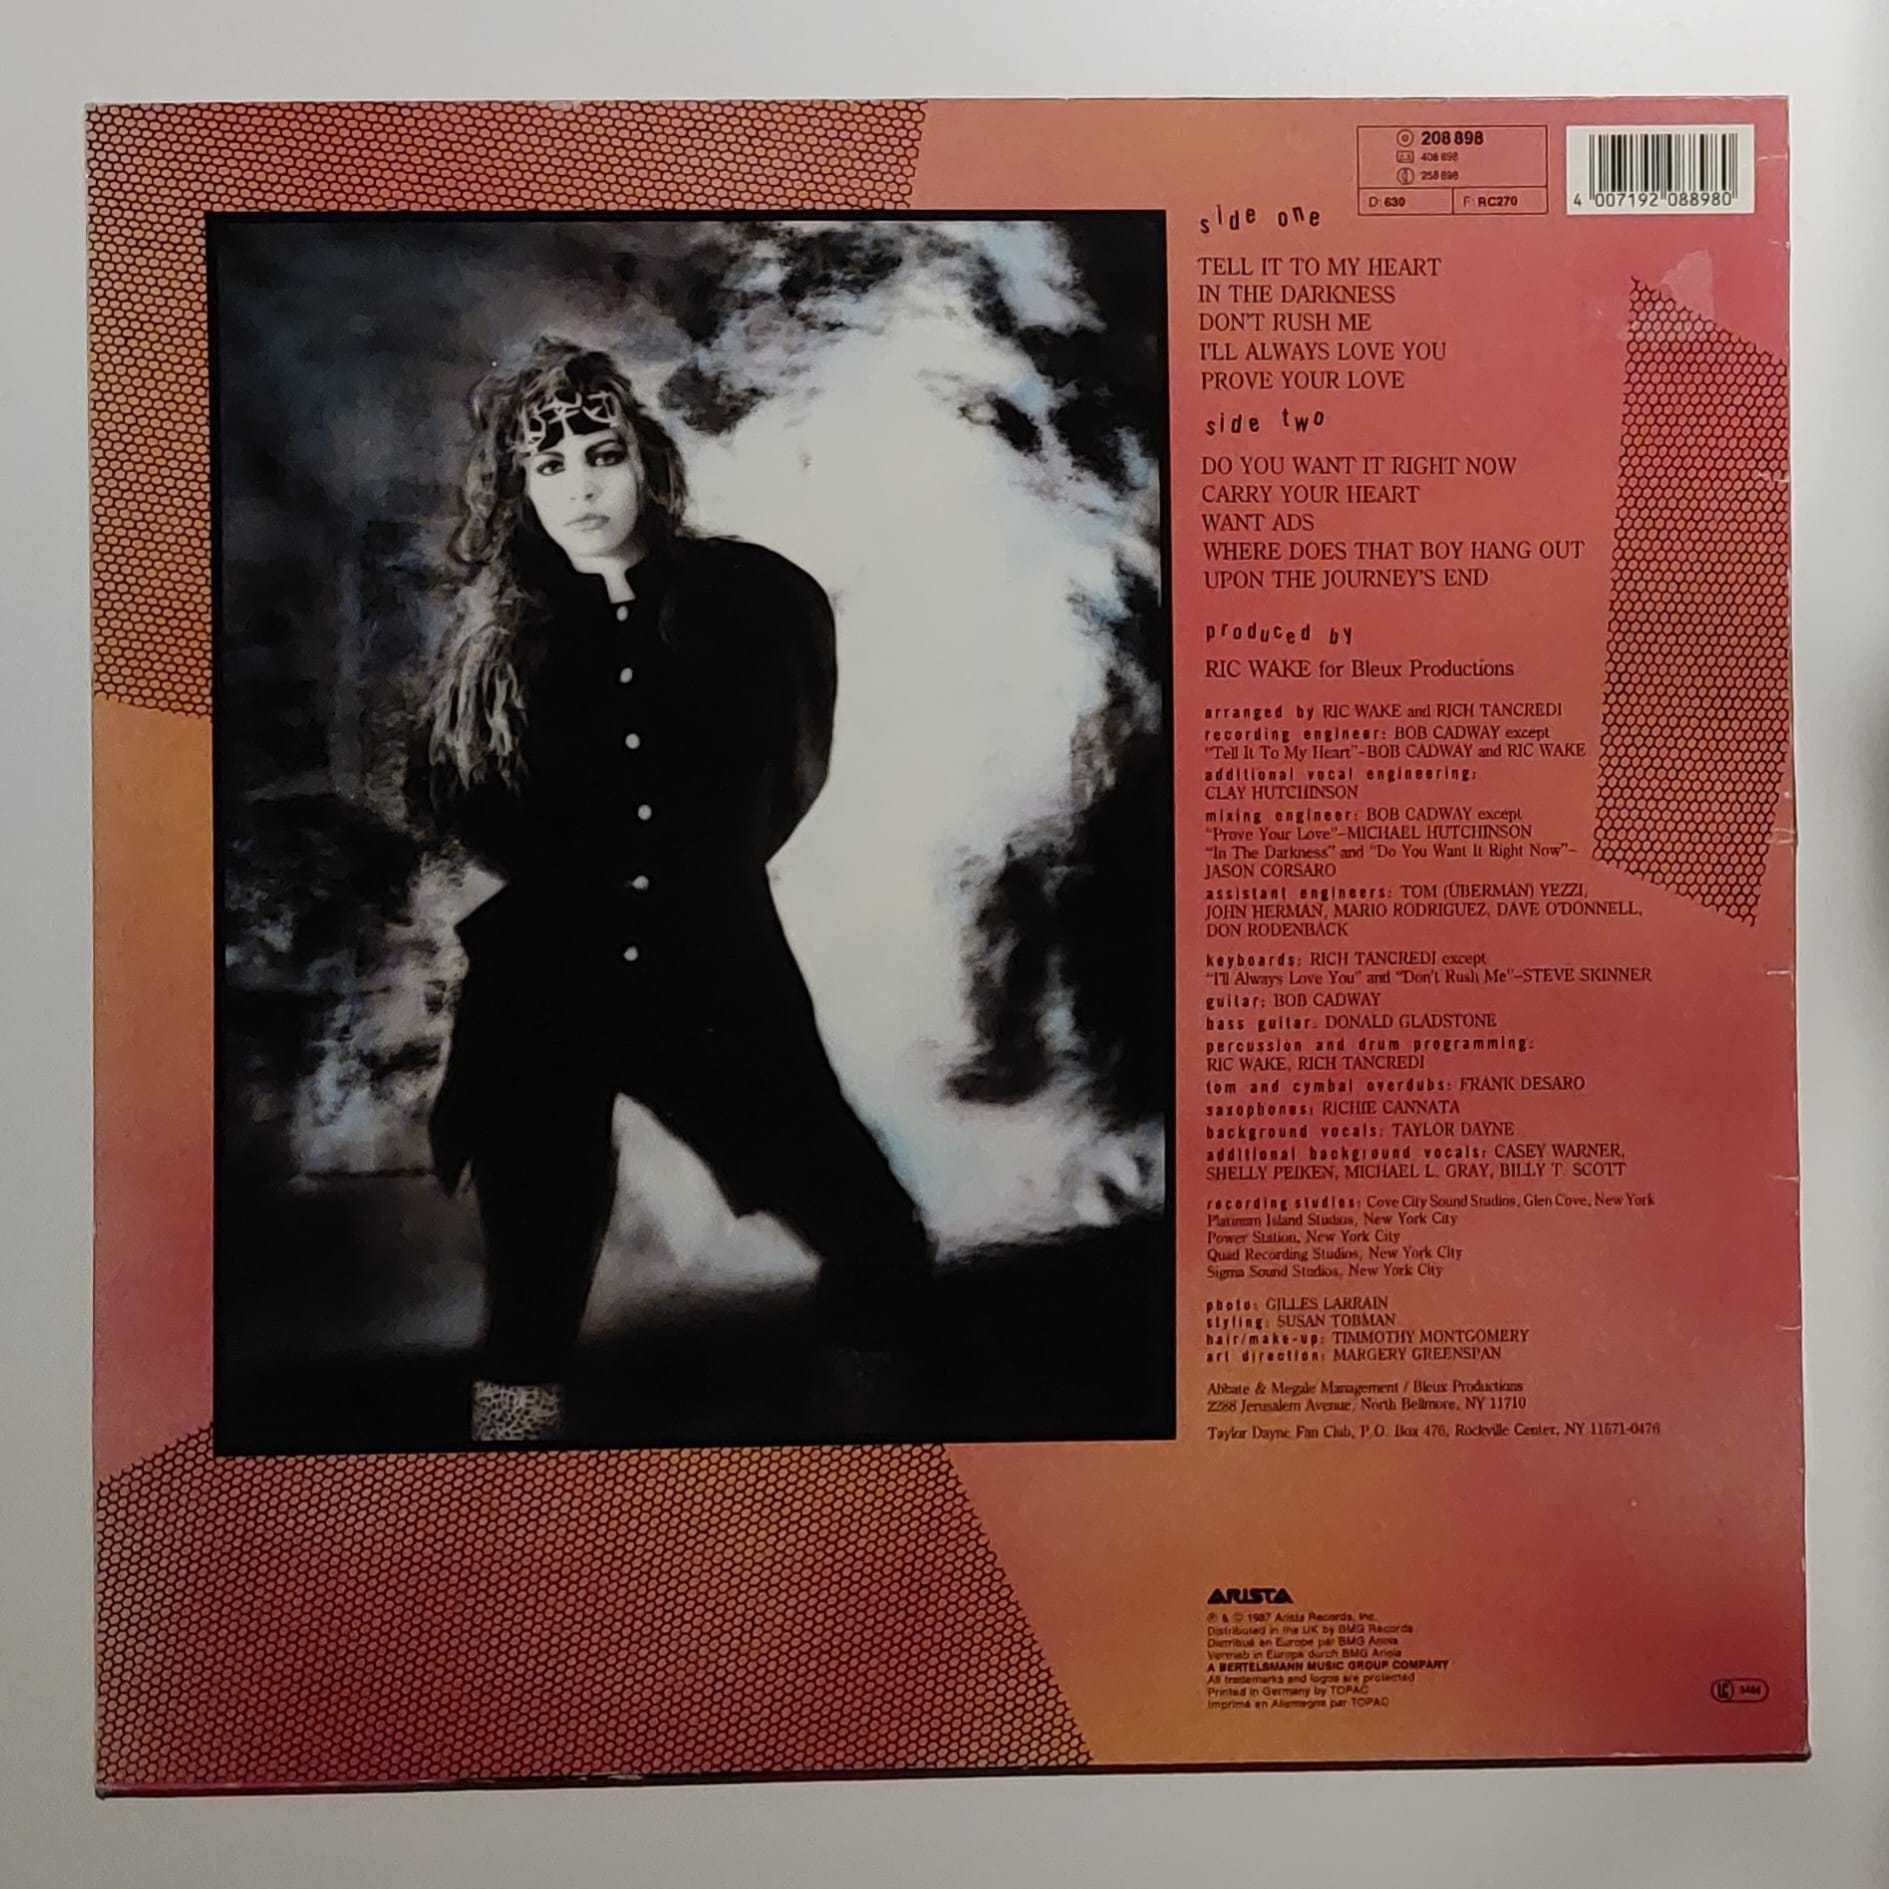 208 898
408 898
258 898
D: 630
F: RC270
4 007192 088980
side one
TELL IT TO MY HEART
IN THE DARKNESS
DON'T RUSH ME
I'LL ALWAYS LOVE YOU
PROVE YOUR LOVE
side two
DO YOU WANT IT RIGHT NOW
CARRY YOUR HEART
WANT ADS
WHERE DOES THAT BOY HANG OUT
UPON THE JOURNEY'S END
produced by
RIC WAKE for Bleux Productions
arranged by RIC WAKE and RICH TANCREDI
recording engineer: BOB CADWAY except
"Tell It To My Heart"–BOB CADWAY and RIC WAKE
additional vocal engineering:
CLAY HUTCHINSON
mixing engineer: BOB CADWAY except
"Prove Your Love"–MICHAEL HUTCHINSON
"In The Darkness" and "Do You Want It Right Now"–
JASON CORSARO
assistant engineers: TOM (ÜBERMAN) YEZZI,
JOHN HERMAN, MARIO RODRIGUEZ, DAVE O'DONNELL,
DON RODENBACK
keyboards: RICH TANCREDI except
"I'll Always Love You" and "Don't Rush Me"–STEVE SKINNER
guitar: BOB CADWAY
bass guitar: DONALD GLADSTONE
percussion and drum programming:
RIC WAKE, RICH TANCREDI
tom and cymbal overdubs: FRANK DESARO
saxophones: RICHIE CANNATA
background vocals: TAYLOR DAYNE
additional background vocals: CASEY WARNER,
SHELLY PEIKEN, MICHAEL L. GRAY, BILLY T. SCOTT
recording studios: Cove City Sound Studios, Glen Cove, New York
Platinum Island Studios, New York City
Power Station, New York City
Quad Recording Studios, New York City
Sigma Sound Studios, New York City
photo: GILLES LARRAIN
styling: SUSAN TOBMAN
hair/make-up: TIMMOTHY MONTGOMERY
art direction: MARGERY GREENSPAN
Abbate & Megale Management / Bleux Productions
2288 Jerusalem Avenue, North Bellmore, NY 11710
Taylor Dayne Fan Club, P.O. Box 476, Rockville Center, NY 11571-0476
ARISTA
℗ & © 1987 Arista Records, Inc.
Distributed in the UK by BMG Records
Distribué en Europe par BMG Ariola
Vertrieb in Europa durch BMG Ariola
A BERTELSMANN MUSIC GROUP COMPANY
All trademarks and logos are protected
Printed in Germany by TOPAC
Imprimé en Allemagne par TOPAC
LC